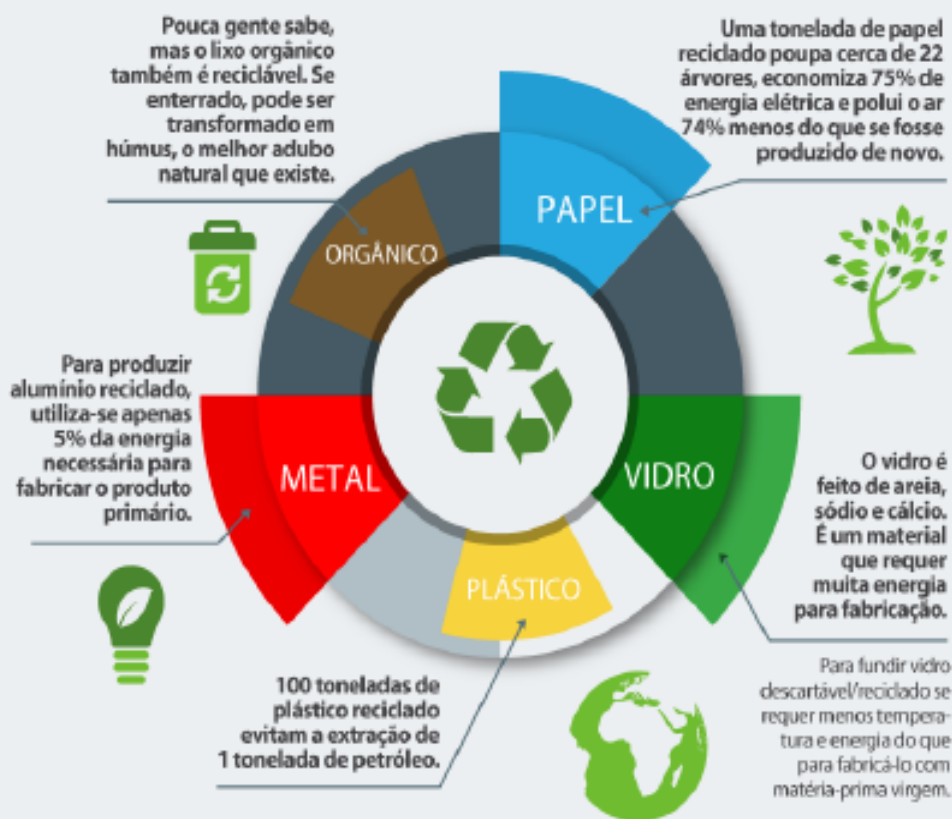 Pouca gente sabe,
mas o lixo orgânico
também é reciclável. Se
enterrado, pode ser
transformado em
húmus, o melhor adubo
natural que existe.
Uma tonelada de papel
reciclado poupa cerca de 22
árvores, economiza 75% de
energia elétrica e polui o ar
74% menos do que se fosse
produzido de novo.
PAPEL
ORGÂNICO
Para produzir
alumínio reciclado,
utiliza-se apenas
5% da energia
necessária para
fabricar o produto
primário.
METAL
VIDRO
O vidro é
feito de areia,
sódio e cálcio.
É um material
que requer
muita energia
para fabricação.
PLÁSTICO
100 toneladas de
plástico reciclado
evitam a extração de
1 tonelada de petróleo.
Para fundir vidro
descartável/reciclado se
requer menos tempera-
tura e energia do que
para fabricá-lo com
matéria-prima virgem.